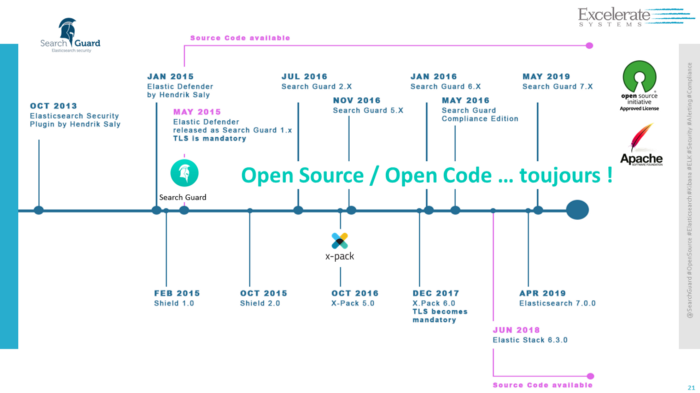 Search Guard
Elasticsearch security
Excelerate
SYSTEMS
Source Code available
JAN 2015
Elastic Defender
by Hendrik Saly
JUL 2016
Search Guard 2.X
JAN 2016
Search Guard 6.X
MAY 2019
Search Guard 7.X
OCT 2013
Elasticsearch Security
Plugin by Hendrik Saly
MAY 2015
Elastic Defender
released as Search Guard 1.x
TLS is mandatory
NOV 2016
Search Guard 5.X
MAY 2016
Search Guard
Compliance Edition
open source
initiative
Approved License
Apache
Search Guard
Open Source / Open Code ... toujours !
x-pack
FEB 2015
Shield 1.0
OCT 2015
Shield 2.0
OCT 2016
X-Pack 5.0
DEC 2017
X.Pack 6.0
TLS becomes
mandatory
APR 2019
Elasticsearch 7.0.0
JUN 2018
Elastic Stack 6.3.0
Source Code available
@SearchGuard #OpenSource #Elasticsearch #Kibana #ELK #Security #Alerting #Compliance
21